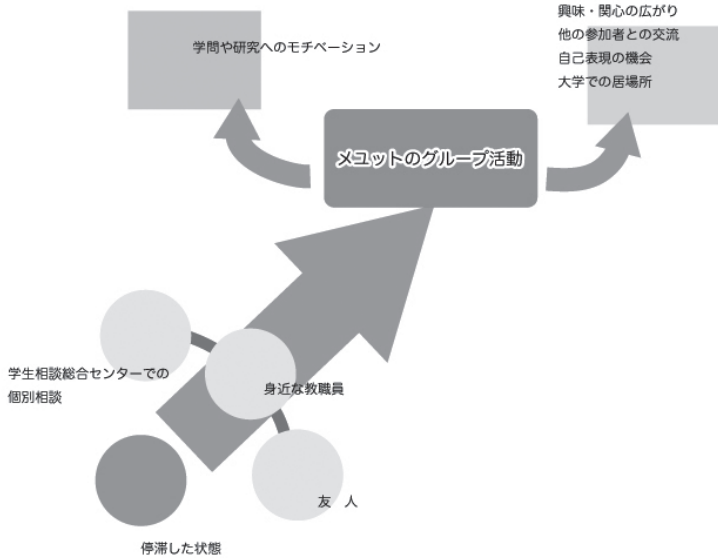 興味・関心の広がり
他の参加者との交流
自己表現の機会
大学での居場所
学問や研究へのモチベーション
メユットのグループ活動
学生相談総合センターでの
個別相談
身近な教職員
友　人
停滞した状態